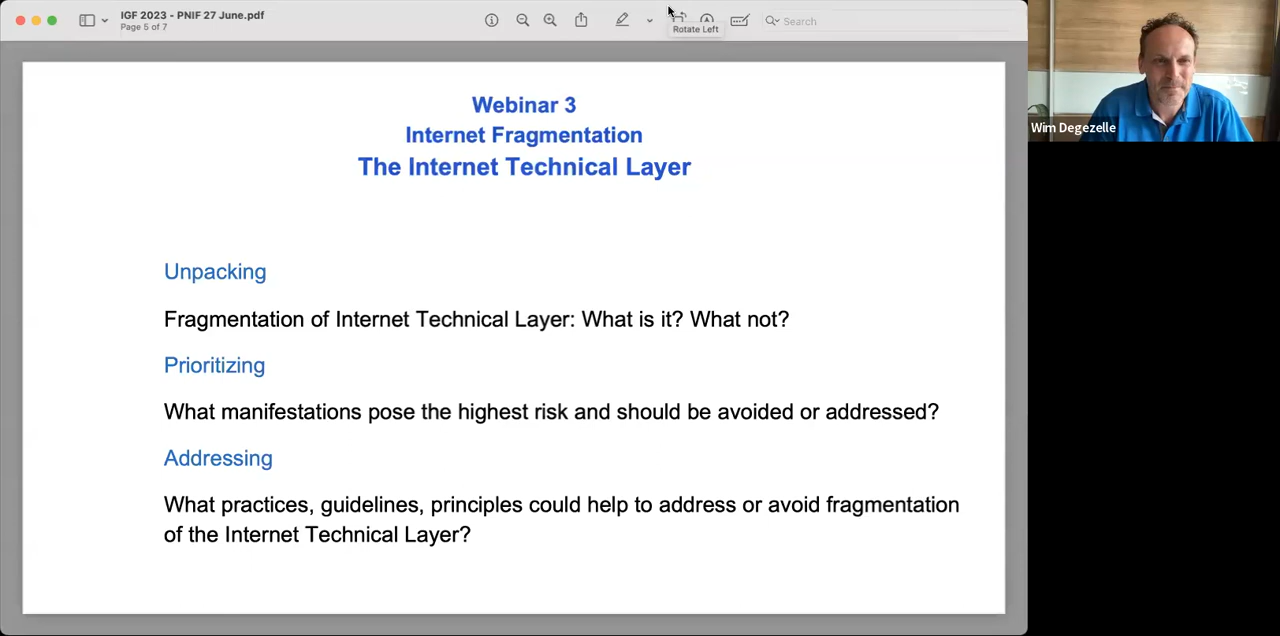 IGF 2023 - PNIF 27 June.pdf
Page 5 of 7
Search
Rotate Left
Wim Degezelle
Webinar 3
Internet Fragmentation
The Internet Technical Layer
Unpacking
Fragmentation of Internet Technical Layer: What is it? What not?
Prioritizing
What manifestations pose the highest risk and should be avoided or addressed?
Addressing
What practices, guidelines, principles could help to address or avoid fragmentation
of the Internet Technical Layer?